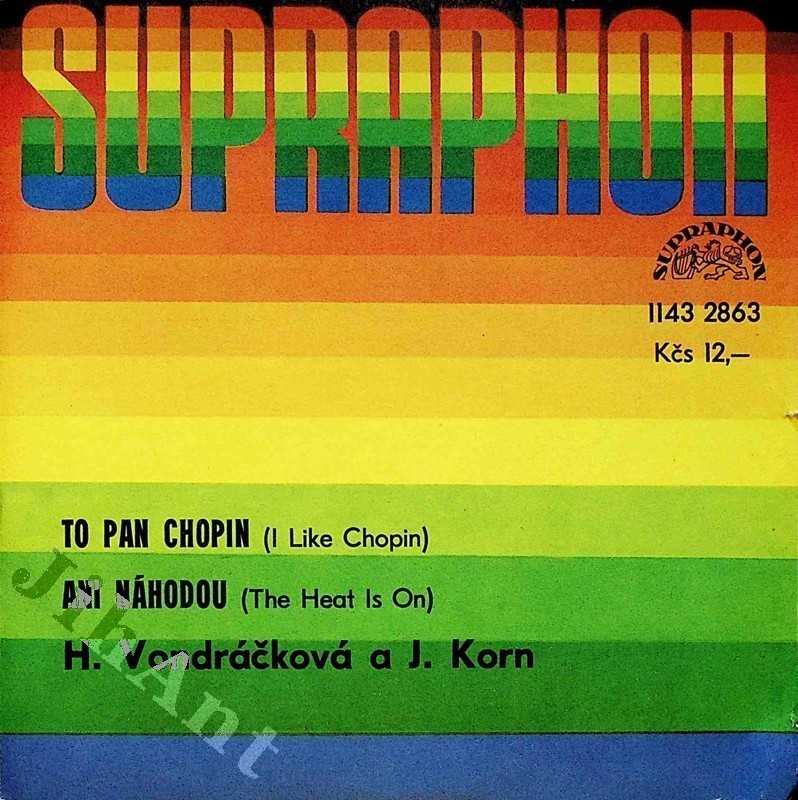 SUPRAPHON
SUPRAPHON
1143 2863
Kčs 12,—
TO PAN CHOPIN (I Like Chopin)
ANI NÁHODOU (The Heat Is On)
H. Vondráčková a J. Korn
JihAnt